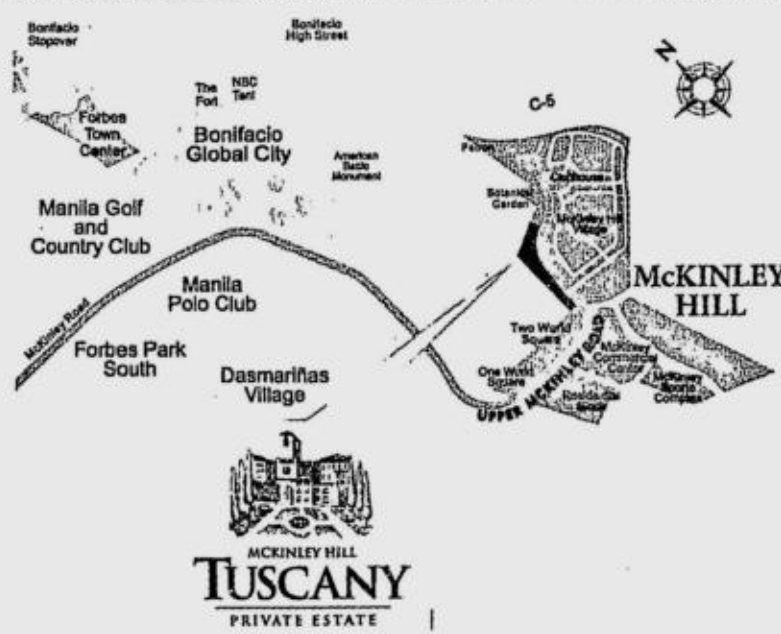 Bonifacio
Stopover
Bonifacio
High Street
The
Fort
NBC
Tent
Forbes
Town
Center
Bonifacio
Global City
American
Battle
Monument
N
C-5
Clubhouse
Botanical
Garden
McKinley Hill
Village
Manila Golf
and
Country Club
Manila
Polo Club
McKinley Road
Forbes Park
South
Dasmariñas
Village
McKINLEY
HILL
Two World
Square
One World
Square
UPPER MCKINLEY ROAD
McKinley
Commercial
Center
McKinley
Sports
Complex
MCKINLEY HILL
TUSCANY
PRIVATE ESTATE